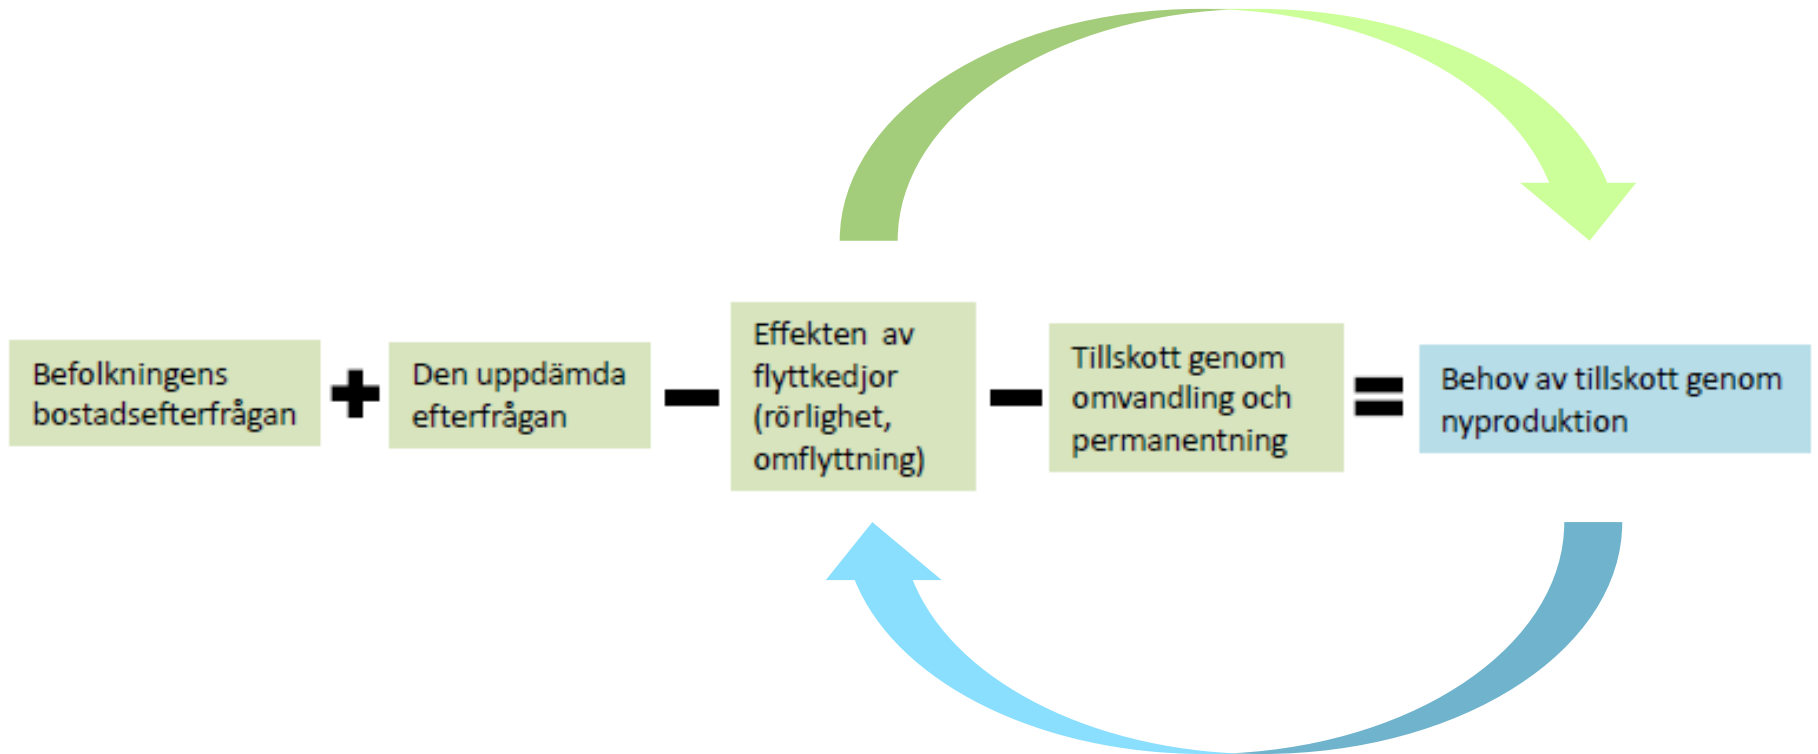 Befolkningens
bostadsefterfrågan
+
Den uppdämda
efterfrågan
−
Effekten av
flyttkedjor
(rörlighet,
omflyttning)
−
Tillskott genom
omvandling och
permanentning
=
Behov av tillskott genom
nyproduktion